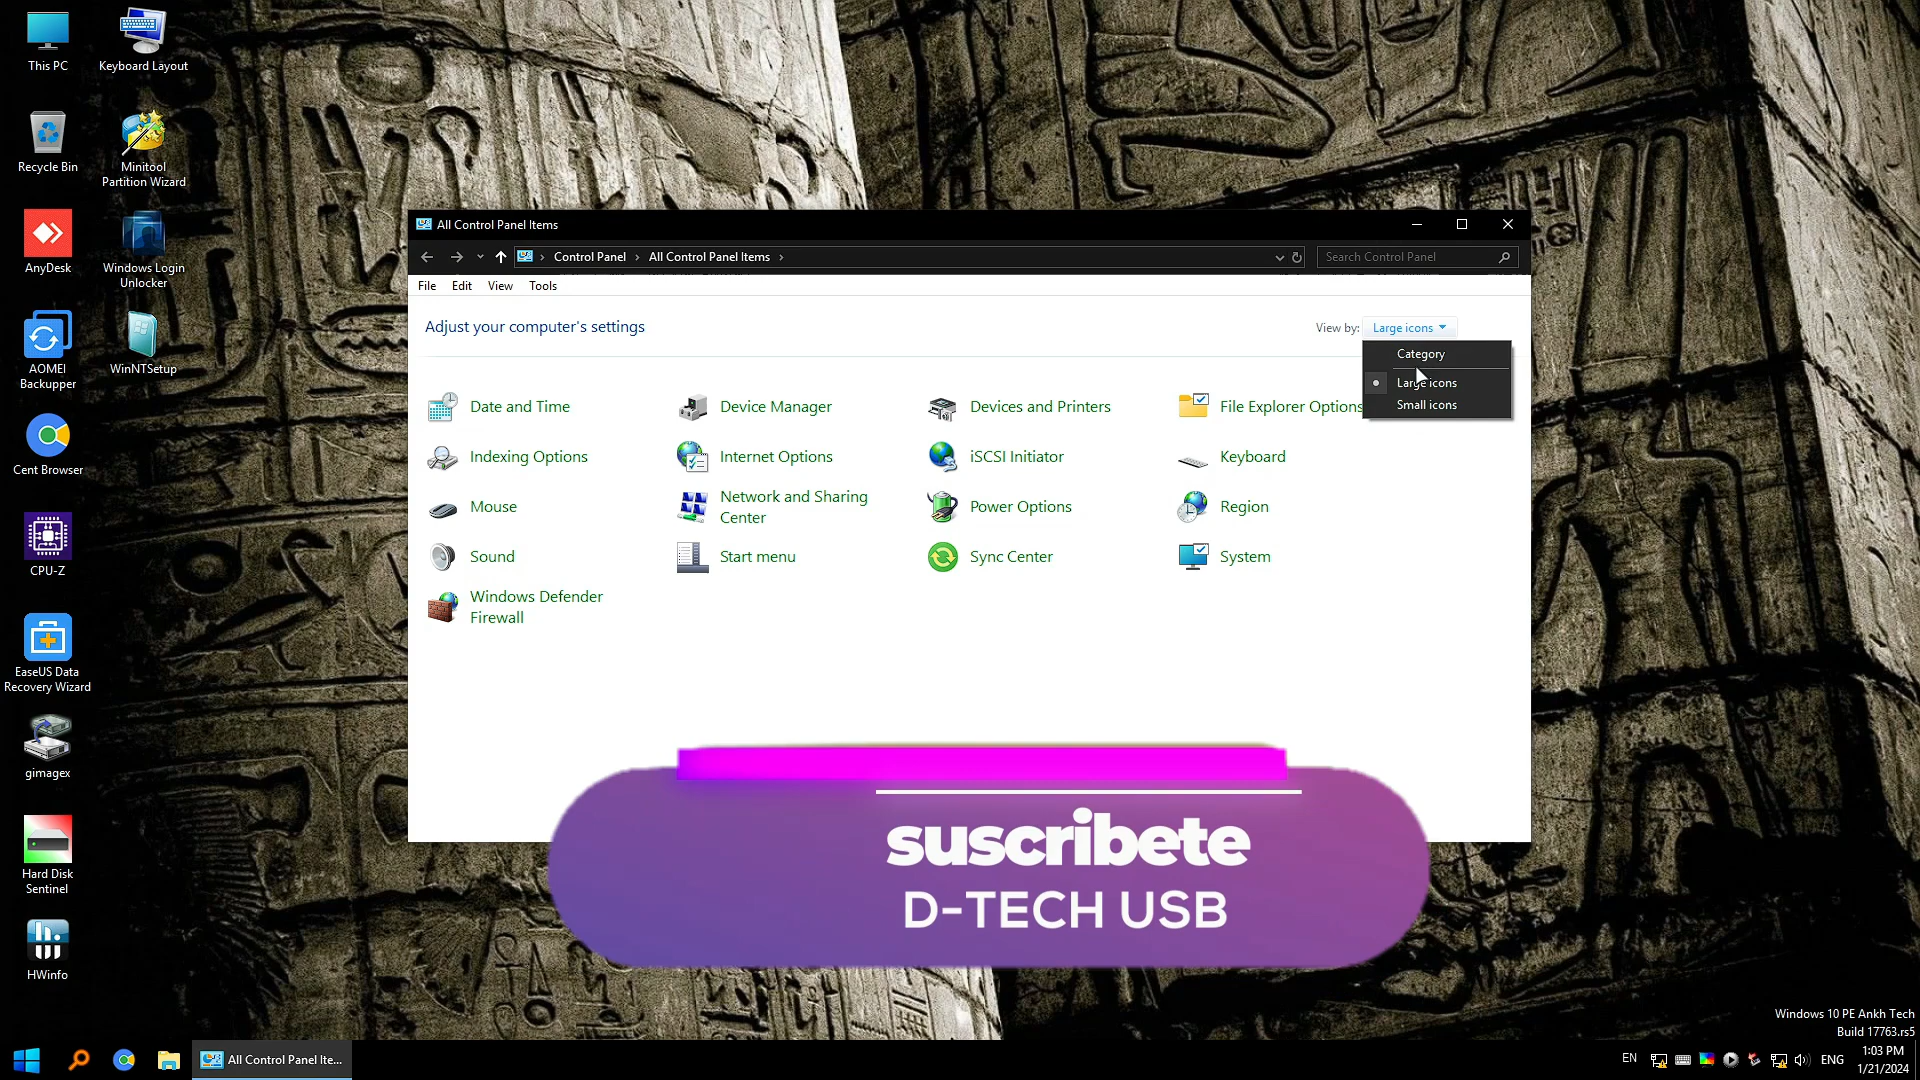 This PC
Keyboard Layout
Recycle Bin
Minitool
Partition Wizard
AnyDesk
Windows Login
Unlocker
AOMEI
Backupper
WinNTSetup
Cent Browser
CPU-Z
EaseUS Data
Recovery Wizard
gimagex
Hard Disk
Sentinel
HWinfo
All Control Panel Items
Control Panel
All Control Panel Items
Search Control Panel
File Edit View Tools
Adjust your computer's settings
View by: Large icons
Category
Large icons
Small icons
Date and Time
Device Manager
Devices and Printers
File Explorer Options
Indexing Options
Internet Options
iSCSI Initiator
Keyboard
Mouse
Network and Sharing
Center
Power Options
Region
Sound
Start menu
Sync Center
System
Windows Defender
Firewall
suscribete
D-TECH USB
Windows 10 PE Ankh Tech
Build 17763.rs5
All Control Panel Ite...
EN
ENG
1:03 PM
1/21/2024